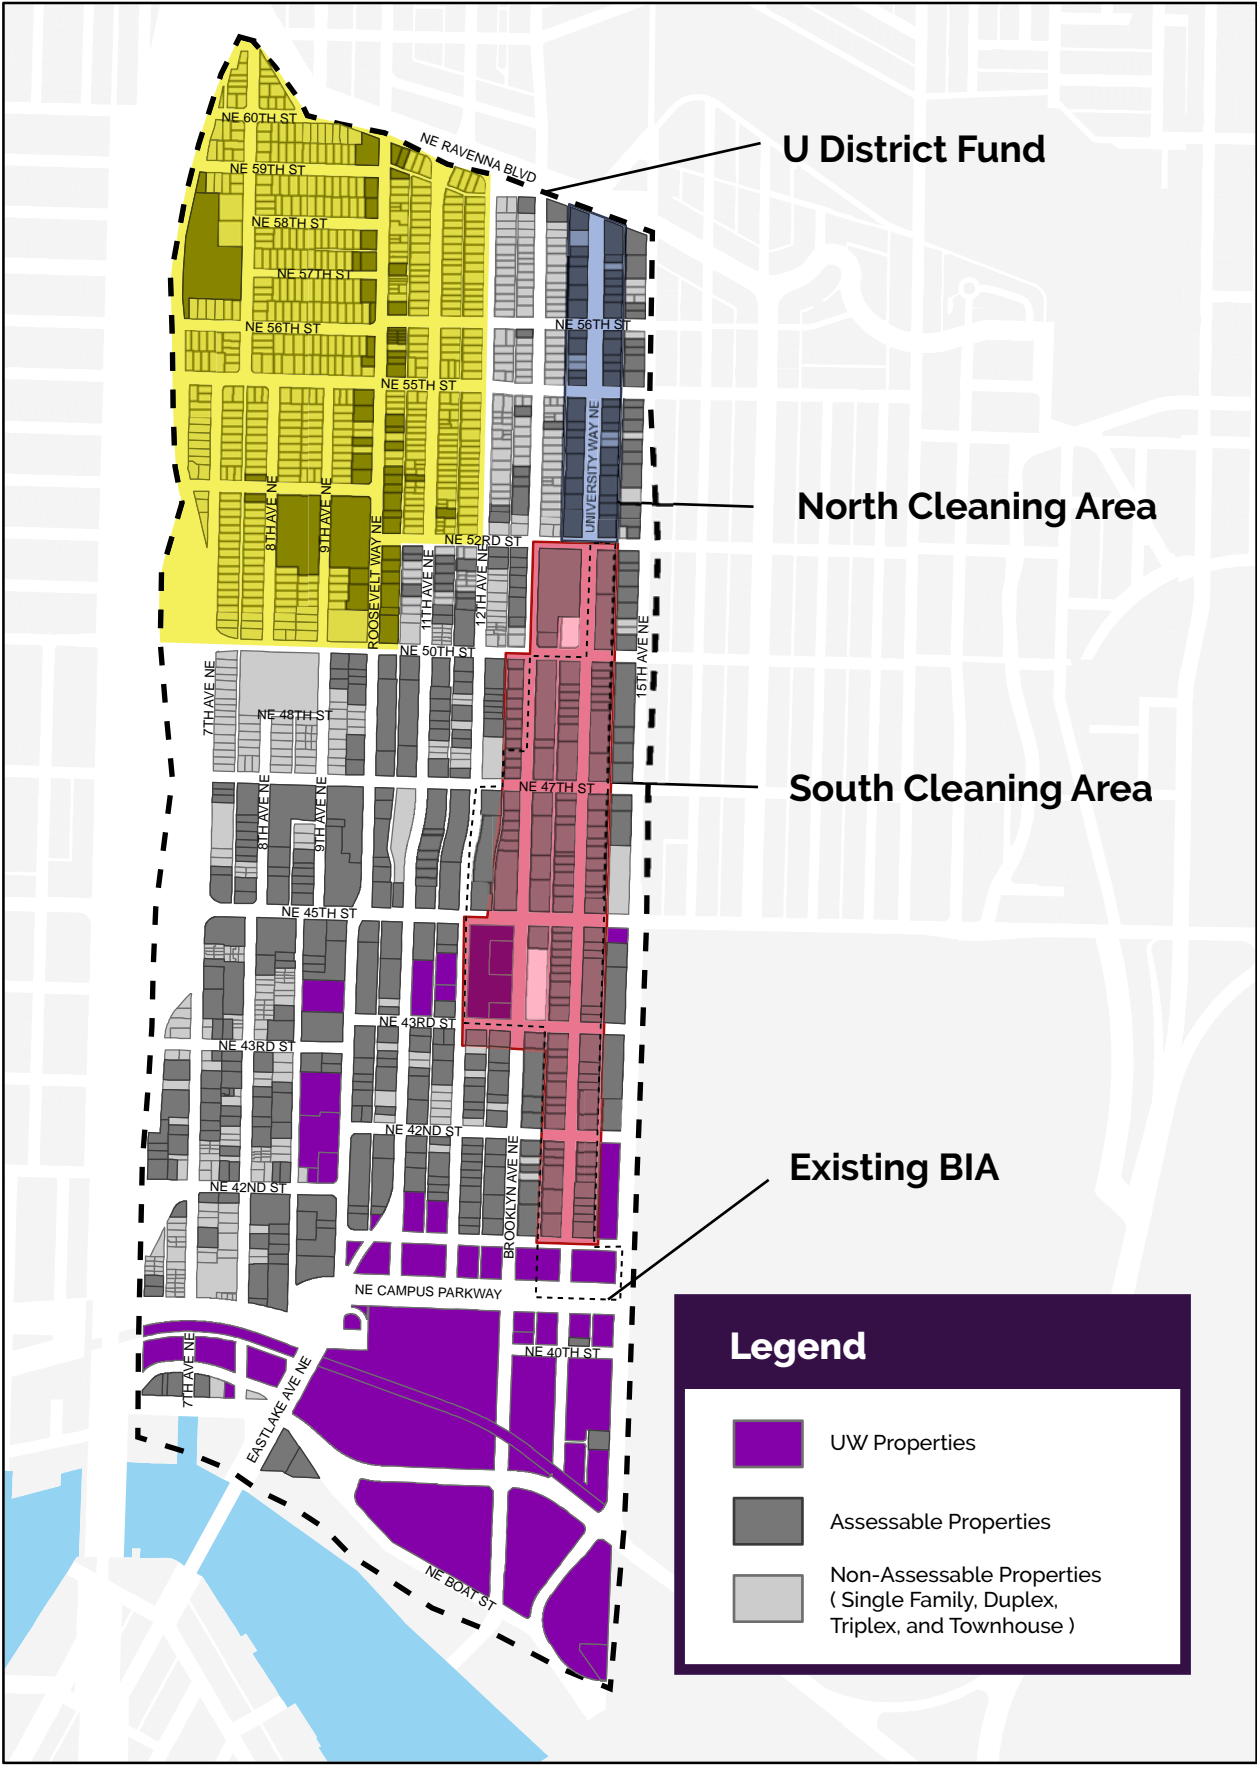 NE 60TH ST
NE RAVENNA BLVD
U District Fund
NE 59TH ST
NE 58TH ST
NE 57TH ST
NE 56TH ST
NE 56TH ST
NE 55TH ST
UNIVERSITY WAY NE
8TH AVE NE
9TH AVE NE
ROOSEVELT WAY NE
North Cleaning Area
NE 52RD ST
11TH AVE NE
12TH AVE NE
15TH AVE NE
NE 50TH ST
7TH AVE NE
NE 48TH ST
NE 47TH ST
South Cleaning Area
8TH AVE NE
9TH AVE NE
NE 45TH ST
NE 43RD ST
NE 43RD ST
NE 42ND ST
BROOKLYN AVE NE
Existing BIA
NE 42ND ST
NE CAMPUS PARKWAY
7TH AVE NE
EASTLAKE AVE NE
NE 40TH ST
NE BOAT ST
Legend
UW Properties
Assessable Properties
Non-Assessable Properties
( Single Family, Duplex,
Triplex, and Townhouse )